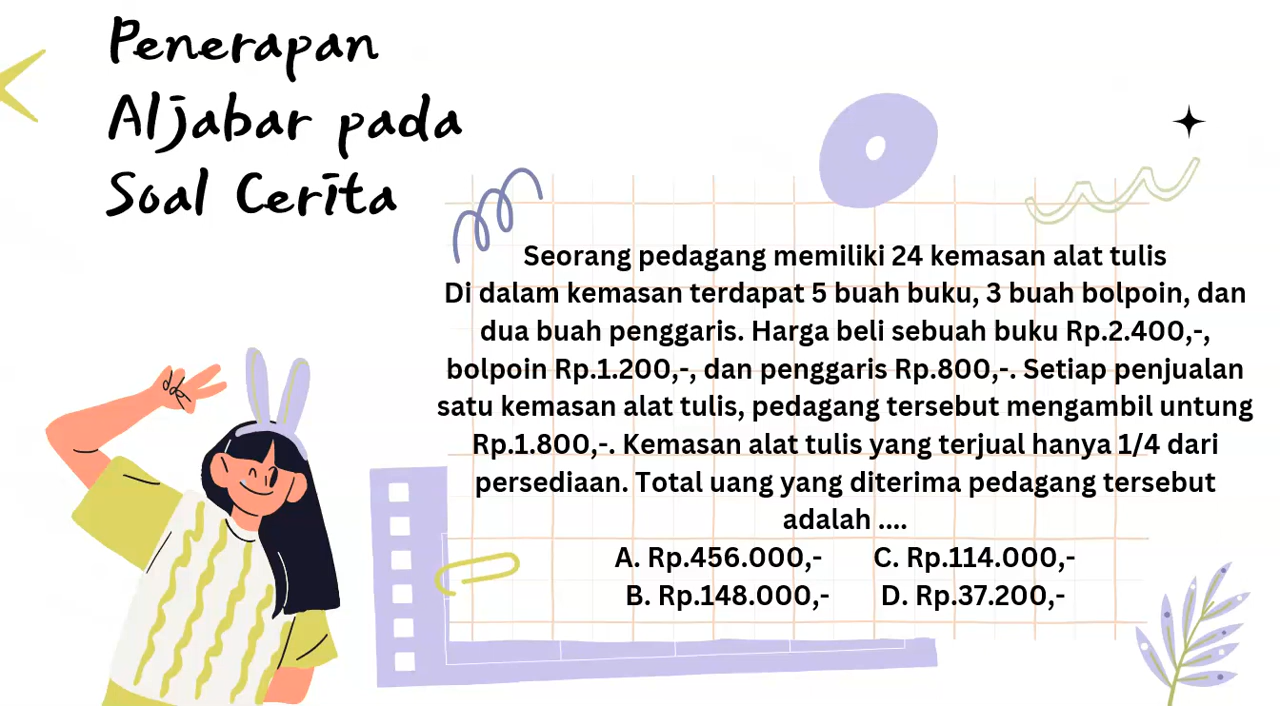 Penerapan
Aljabar pada
Soal Cerita
Seorang pedagang memiliki 24 kemasan alat tulis
Di dalam kemasan terdapat 5 buah buku, 3 buah bolpoin, dan
dua buah penggaris. Harga beli sebuah buku Rp.2.400,-,
bolpoin Rp.1.200,-, dan penggaris Rp.800,-. Setiap penjualan
satu kemasan alat tulis, pedagang tersebut mengambil untung
Rp.1.800,-. Kemasan alat tulis yang terjual hanya 1/4 dari
persediaan. Total uang yang diterima pedagang tersebut
adalah ....
A. Rp.456.000,- C. Rp.114.000,-
B. Rp.148.000,- D. Rp.37.200,-